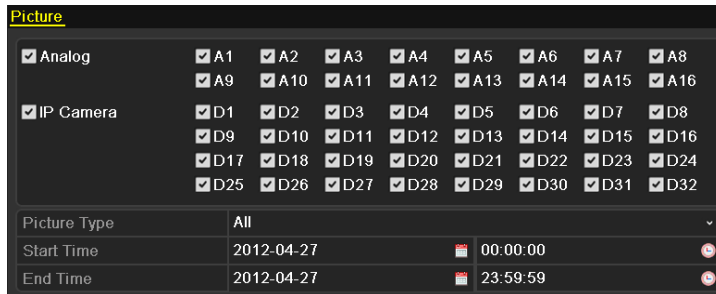 Picture
Analog A1 A2 A3 A4 A5 A6 A7 A8
A9 A10 A11 A12 A13 A14 A15 A16
IP Camera D1 D2 D3 D4 D5 D6 D7 D8
D9 D10 D11 D12 D13 D14 D15 D16
D17 D18 D19 D20 D21 D22 D23 D24
D25 D26 D27 D28 D29 D30 D31 D32
Picture Type All
Start Time 2012-04-27 00:00:00
End Time 2012-04-27 23:59:59